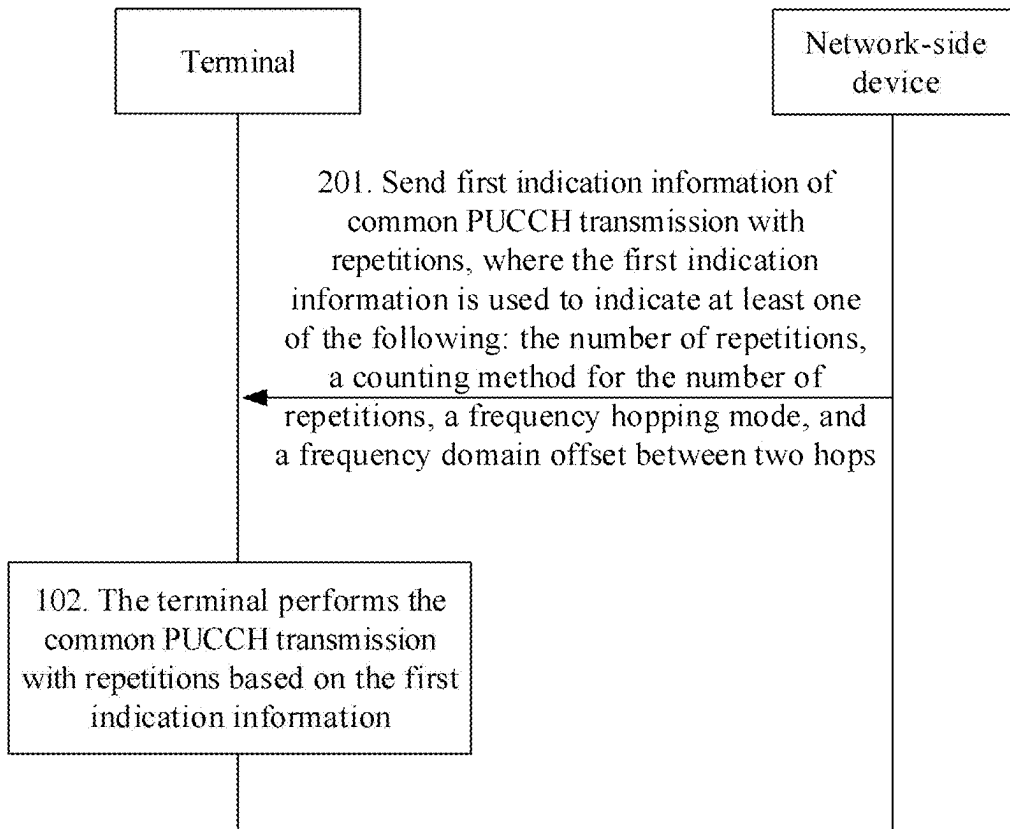 Terminal
Network-side
device
201. Send first indication information of
common PUCCH transmission with
repetitions, where the first indication
information is used to indicate at least one
of the following: the number of repetitions,
a counting method for the number of
repetitions, a frequency hopping mode, and
a frequency domain offset between two hops
102. The terminal performs the
common PUCCH transmission
with repetitions based on the first
indication information